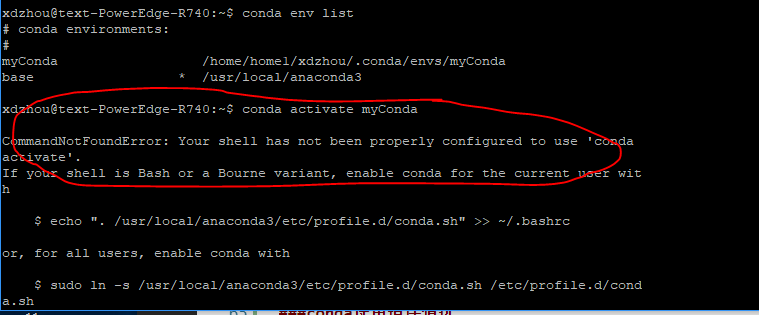 xdzhou@text-PowerEdge-R740:~$ conda env list
# conda environments:
#
myConda                  /home/home1/xdzhou/.conda/envs/myConda
base                  *  /usr/local/anaconda3
xdzhou@text-PowerEdge-R740:~$ conda activate myConda
CommandNotFoundError: Your shell has not been properly configured to use 'conda
activate'.
If your shell is Bash or a Bourne variant, enable conda for the current user wit
h
    $ echo ". /usr/local/anaconda3/etc/profile.d/conda.sh" >> ~/.bashrc
or, for all users, enable conda with
    $ sudo ln -s /usr/local/anaconda3/etc/profile.d/conda.sh /etc/profile.d/cond
a.sh